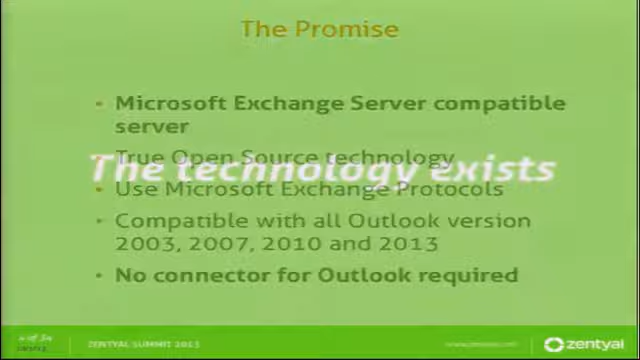 The Promise
• Microsoft Exchange Server compatible
server
• True Open Source technology
The technology exists
• Use Microsoft Exchange Protocols
• Compatible with all Outlook version
2003, 2007, 2010 and 2013
• No connector for Outlook required
ZENTYAL SUMMIT 2013
zentyal